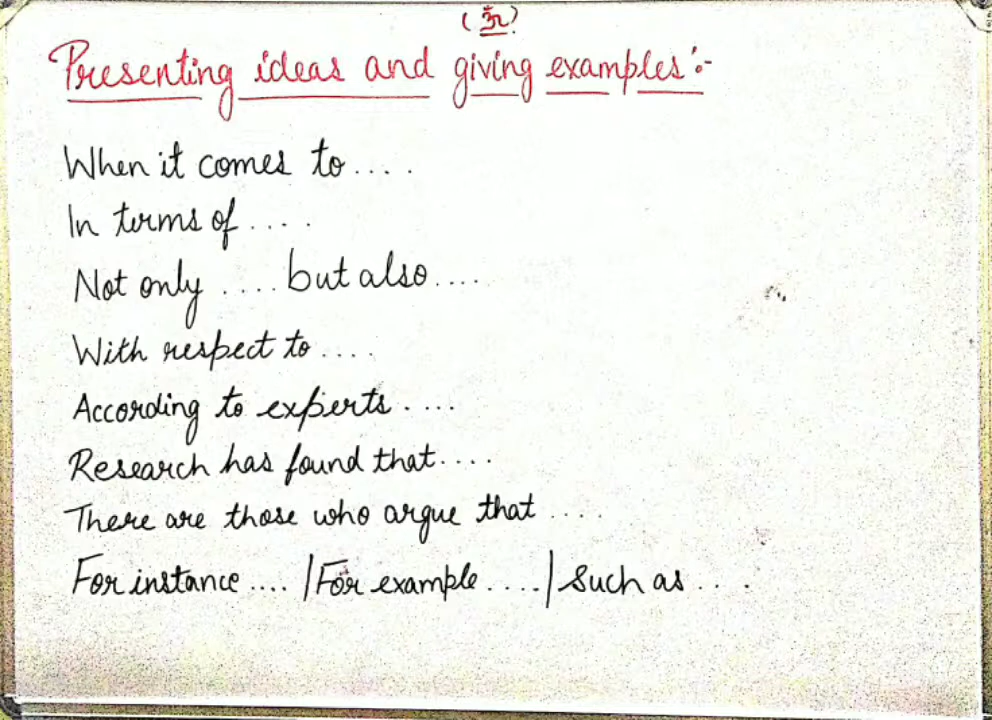 Presenting ideas and giving examples :-
When it comes to ....
In terms of ....
Not only .... but also ....
With respect to ....
According to experts ....
Research has found that ....
There are those who argue that ....
For instance .... / For example .... / such as ....